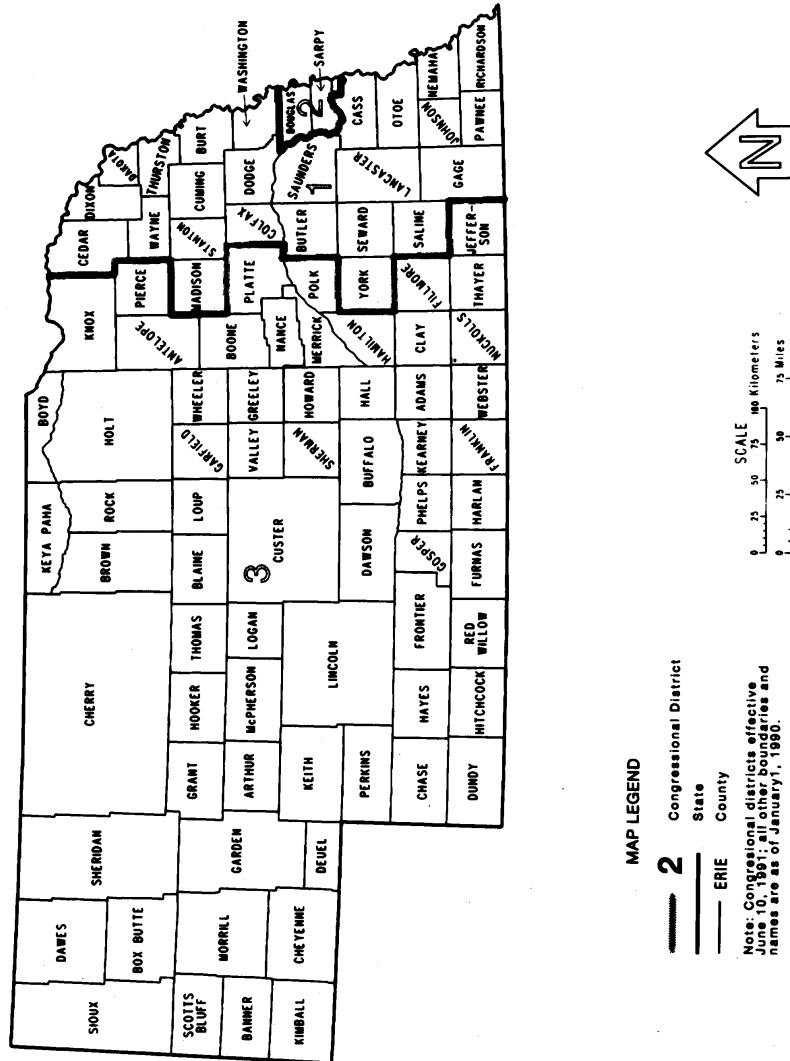 SIOUX
DAWES
BOX BUTTE
SHERIDAN
SCOTTS
BLUFF
BANNER
KIMBALL
MORRILL
CHEYENNE
GARDEN
DEUEL
CHERRY
GRANT
HOOKER
THOMAS
ARTHUR
McPHERSON
LOGAN
KEITH
LINCOLN
PERKINS
CHASE
HAYES
FRONTIER
DUNDY
HITCHCOCK
RED
WILLOW
KEYA PAHA
BOYD
BROWN
ROCK
HOLT
BLAINE
LOUP
GARFIELD
WHEELER
3
CUSTER
VALLEY
GREELEY
SHERMAN
HOWARD
DAWSON
BUFFALO
HALL
GOSPER
PHELPS
KEARNEY
ADAMS
FURNAS
HARLAN
FRANKLIN
WEBSTER
KNOX
ANTELOPE
PIERCE
BOONE
MADISON
NANCE
PLATTE
MERRICK
POLK
HAMILTON
YORK
CLAY
FILLMORE
NUCKOLLS
THAYER
CEDAR
DIXON
DAKOTA
WAYNE
THURSTON
STANTON
CUMING
BURT
COLFAX
DODGE
WASHINGTON
BUTLER
SAUNDERS
1
DOUGLAS
2
SARPY
SEWARD
LANCASTER
CASS
OTOE
SALINE
JEFFER-
SON
GAGE
JOHNSON
NEMAHA
PAWNEE
RICHARDSON
MAP LEGEND
2 Congressional District
State
ERIE County
Note: Congresional districts effective
June 10, 1991; all other boundaries and
names are as of January1, 1990.
SCALE
0 25 50 75 100 Kilometers
0 25 50 75 Miles
N